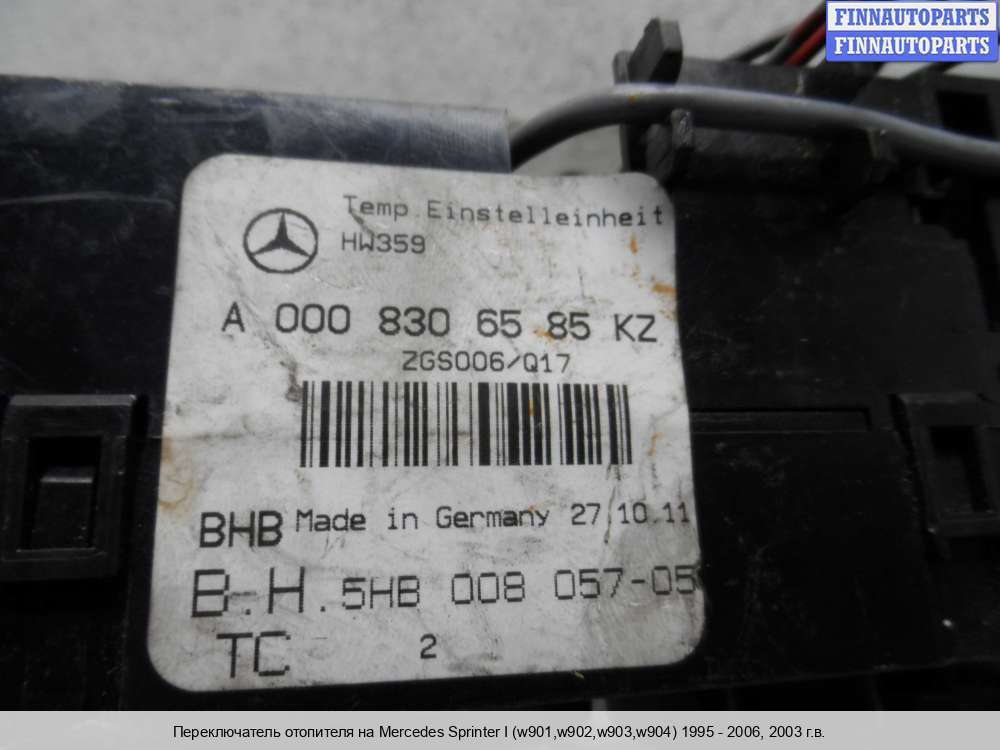 FINNAUTOPARTS
FINNAUTOPARTS
Temp.Einstelleinheit
HW359
A 000 830 65 85 KZ
ZGS006/Q17
BHB Made in Germany 27.10.11
B.H. 5HB 008 057-05
TC 2
Переключатель отопителя на Mercedes Sprinter I (w901,w902,w903,w904) 1995 - 2006, 2003 г.в.